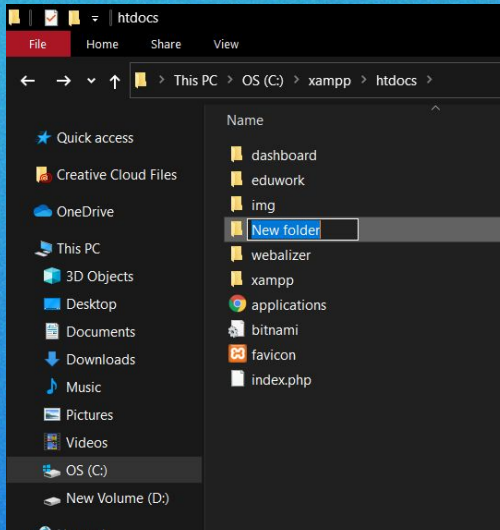 htdocs
File Home Share View
This PC > OS (C:) > xampp > htdocs >
Quick access
Creative Cloud Files
OneDrive
This PC
3D Objects
Desktop
Documents
Downloads
Music
Pictures
Videos
OS (C:)
New Volume (D:)
Name
dashboard
eduwork
img
New folder
webalizer
xampp
applications
bitnami
favicon
index.php